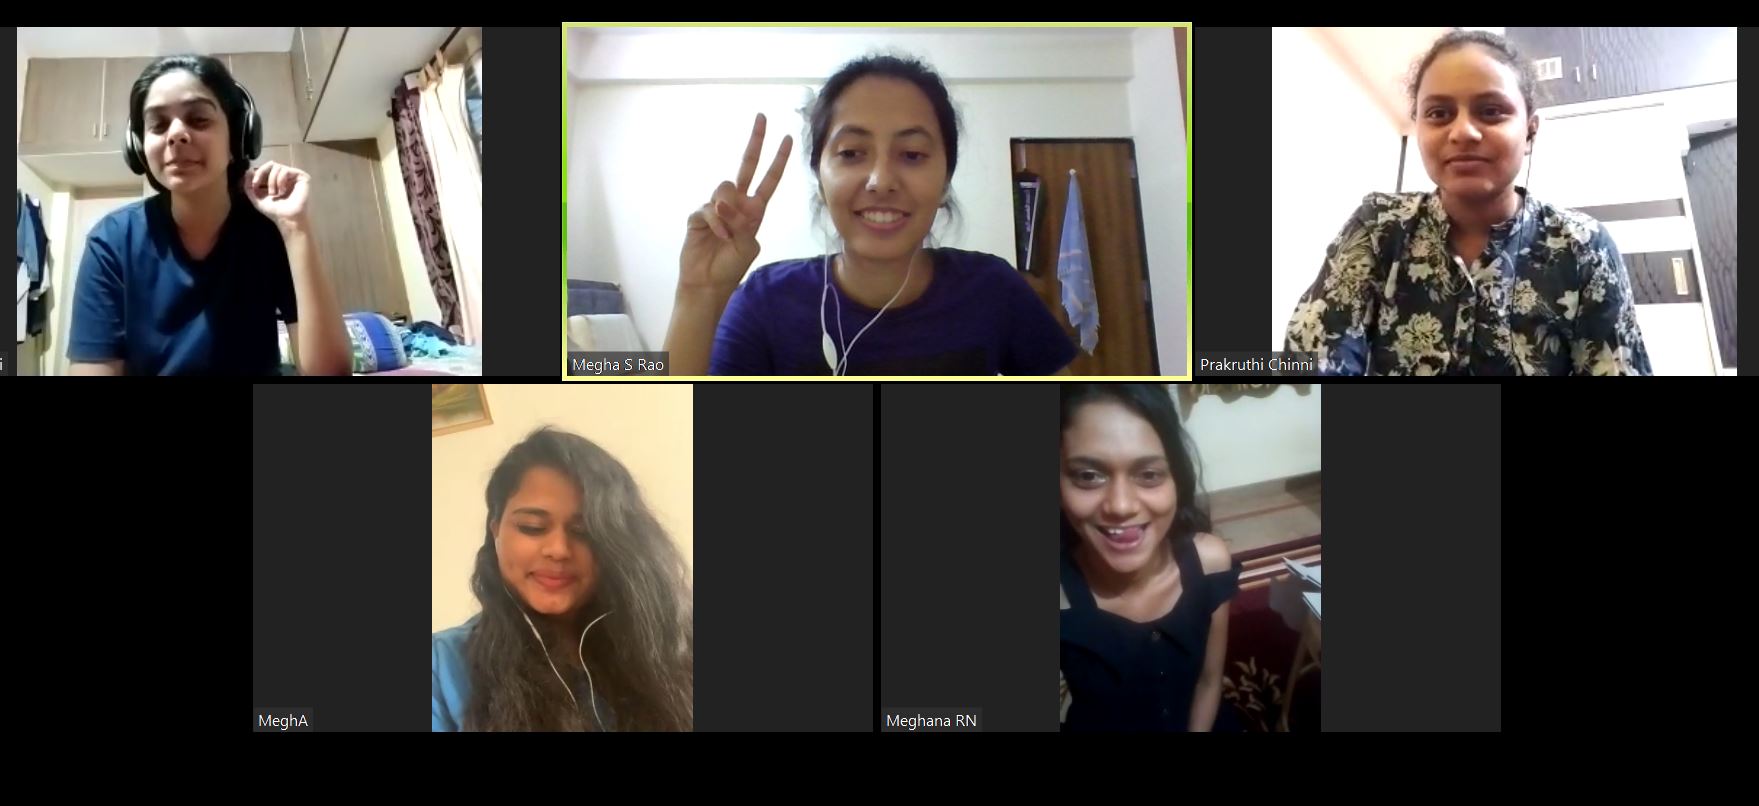 i
Megha S Rao
Prakruthi Chinni
MeghA
Meghana RN